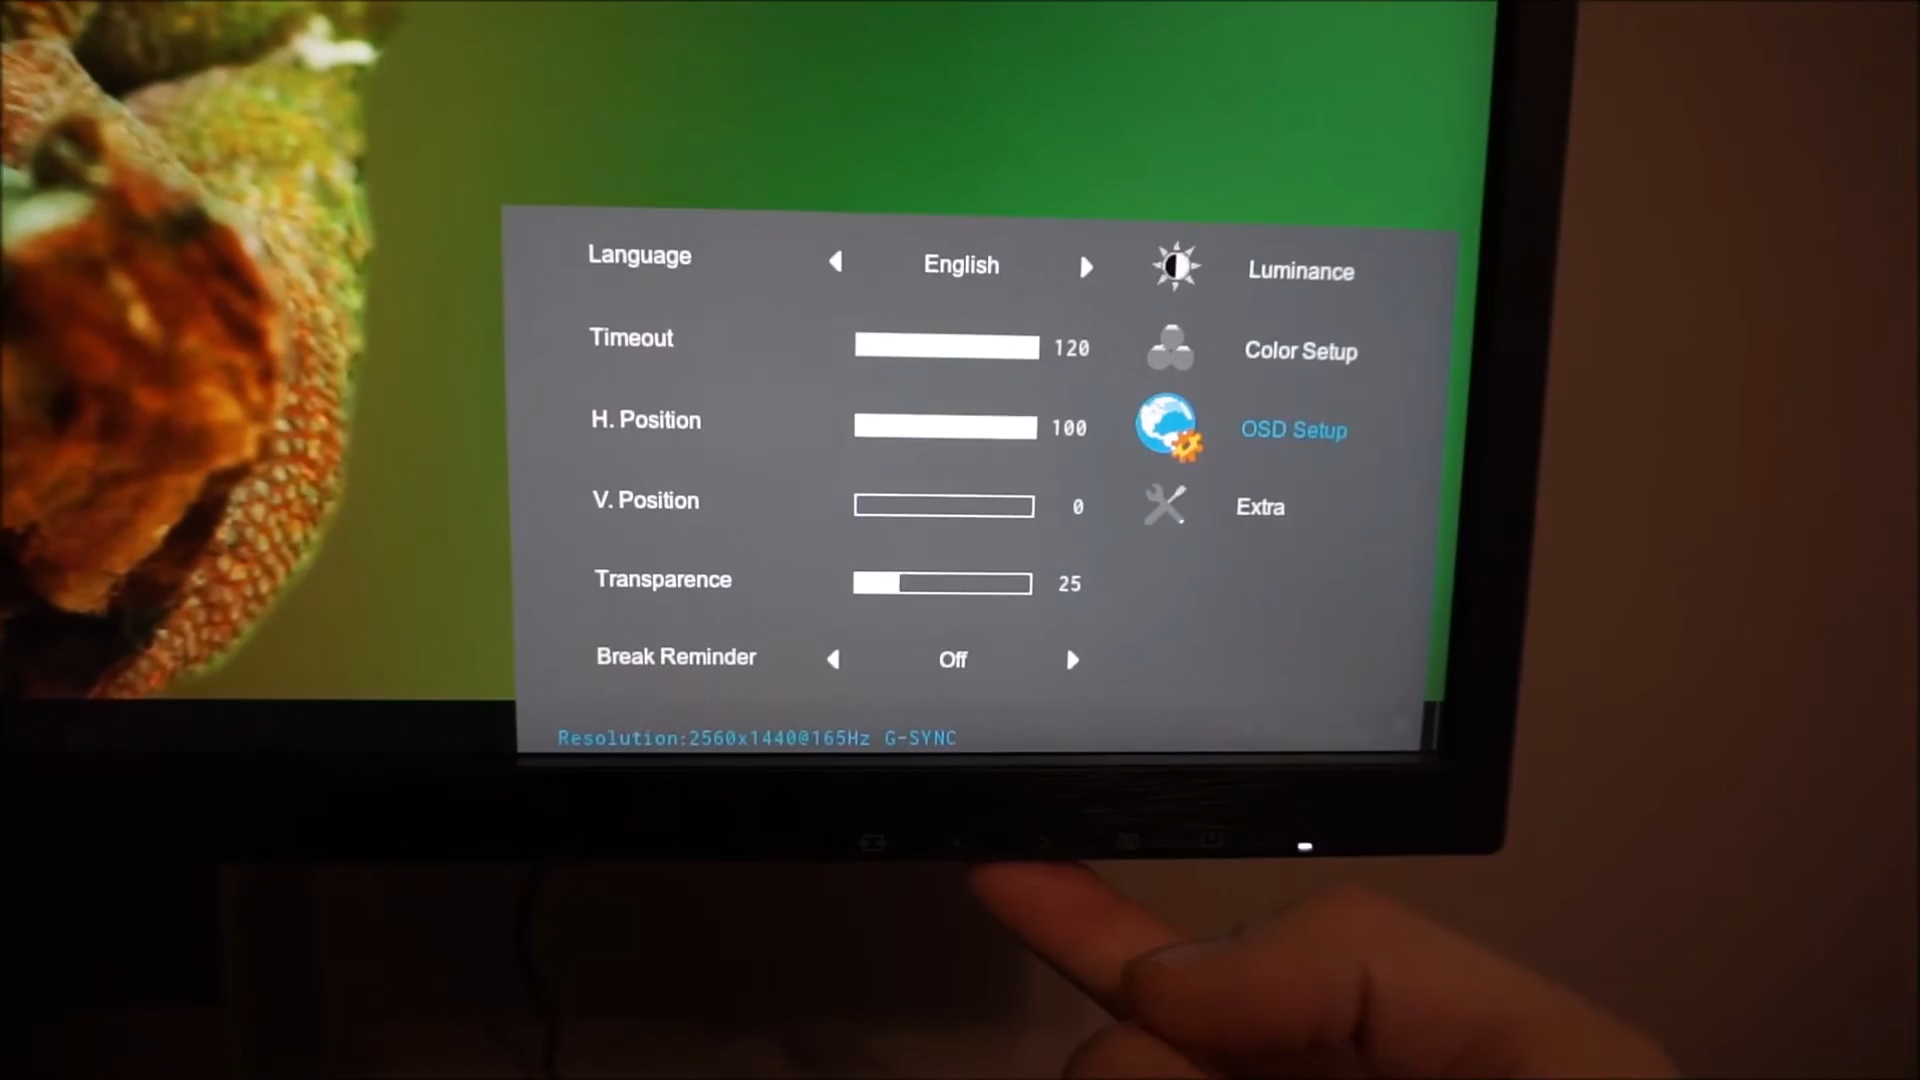 Language English Luminance
Timeout 120 Color Setup
H. Position 100 OSD Setup
V. Position 0 Extra
Transparence 25
Break Reminder Off
Resolution:2560x1440@165Hz G-SYNC